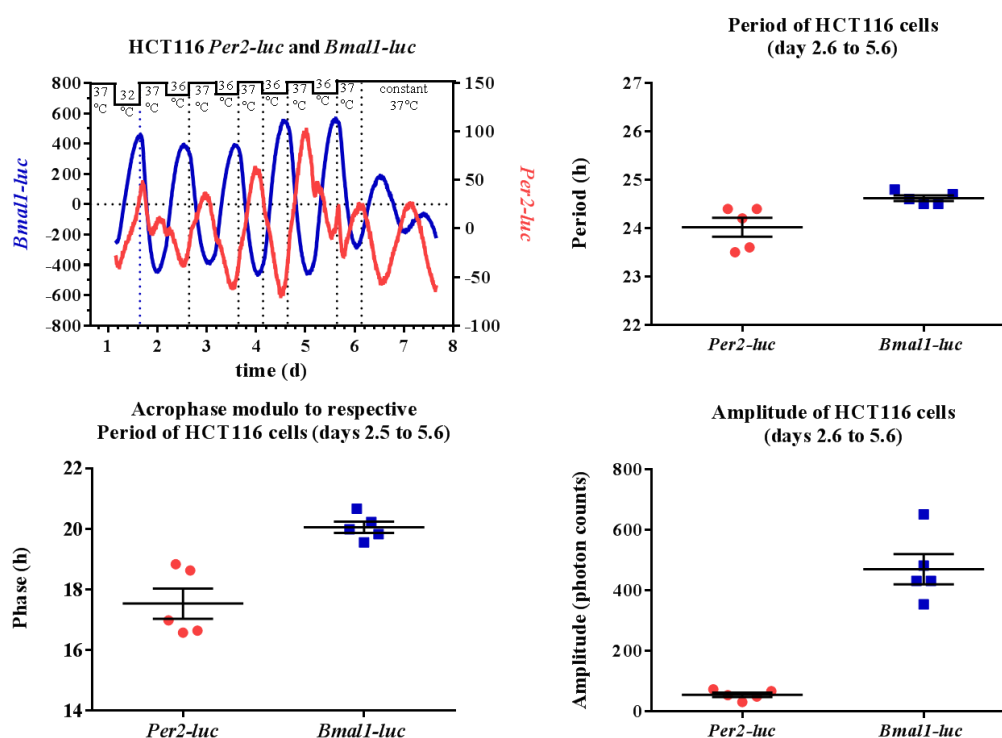 HCT116 Per2-luc and Bmal1-luc
800
600
400
200
0
-200
-400
-600
-800
Bmal1-luc
37 °C
32 °C
37 °C
36 °C
37 °C
36 °C
37 °C
36 °C
37 °C
36 °C
37 °C
constant 37°C
150
100
50
0
-50
-100
Per2-luc
1 2 3 4 5 6 7 8
time (d)
Period of HCT116 cells
(day 2.6 to 5.6)
27
26
25
24
23
22
Period (h)
Per2-luc Bmal1-luc
Acrophase modulo to respective
Period of HCT116 cells (days 2.5 to 5.6)
22
20
18
16
14
Phase (h)
Per2-luc Bmal1-luc
Amplitude of HCT116 cells
(days 2.6 to 5.6)
800
600
400
200
0
Amplitude (photon counts)
Per2-luc Bmal1-luc